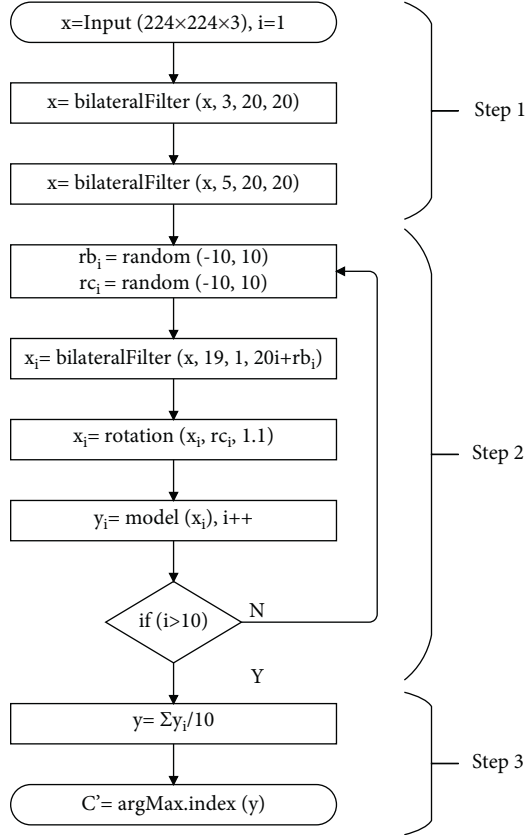 x=Input (224×224×3), i=1
x= bilateralFilter (x, 3, 20, 20)
Step 1
x= bilateralFilter (x, 5, 20, 20)
rbᵢ = random (-10, 10)
rcᵢ = random (-10, 10)
xᵢ= bilateralFilter (x, 19, 1, 20i+rbᵢ)
xᵢ= rotation (xᵢ, rcᵢ, 1.1)
Step 2
yᵢ= model (xᵢ), i++
if (i>10)
N
Y
y= Σyᵢ/10
Step 3
C'= argMax.index (y)